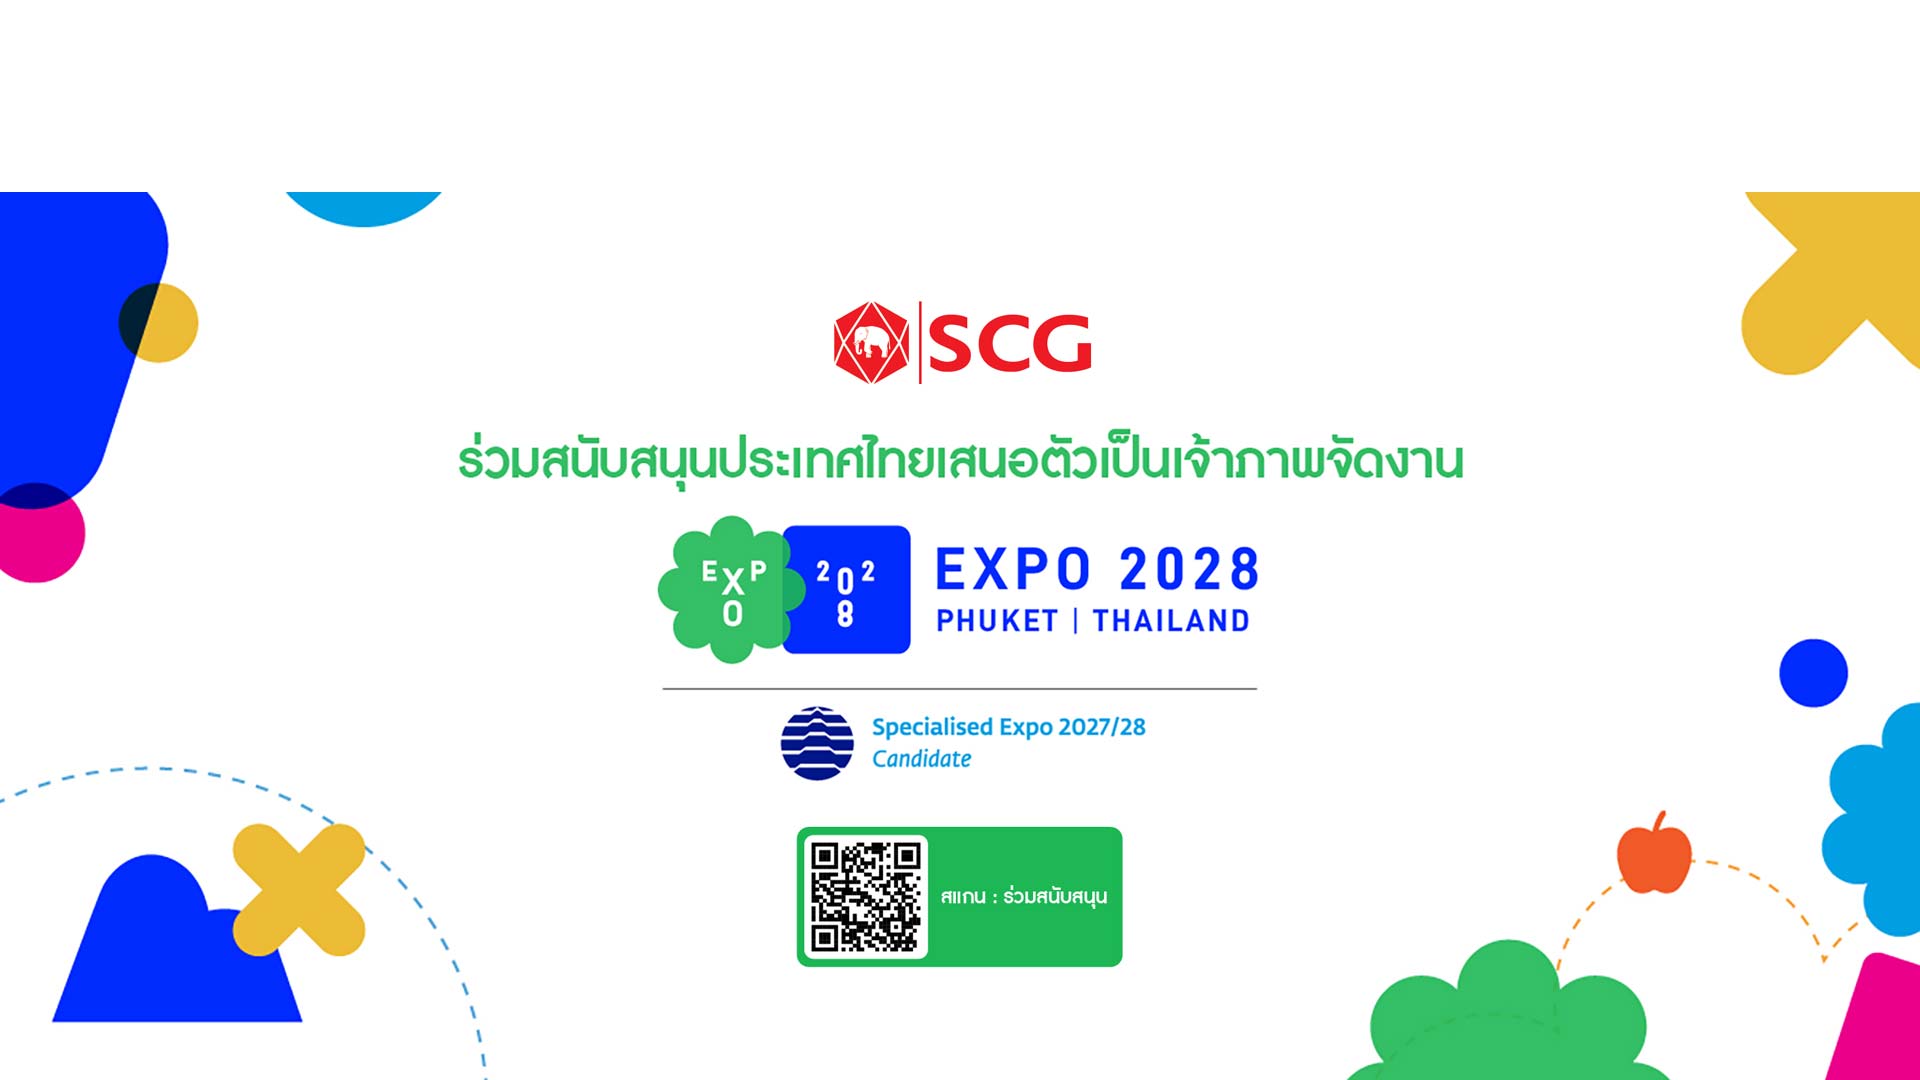 SCG
ร่วมสนับสนุนประเทศไทยเสนอตัวเป็นเจ้าภาพจัดงาน
EXPO 2028
EXPO 2028
PHUKET | THAILAND
Specialised Expo 2027/28
Candidate
สแกน : ร่วมสนับสนุน